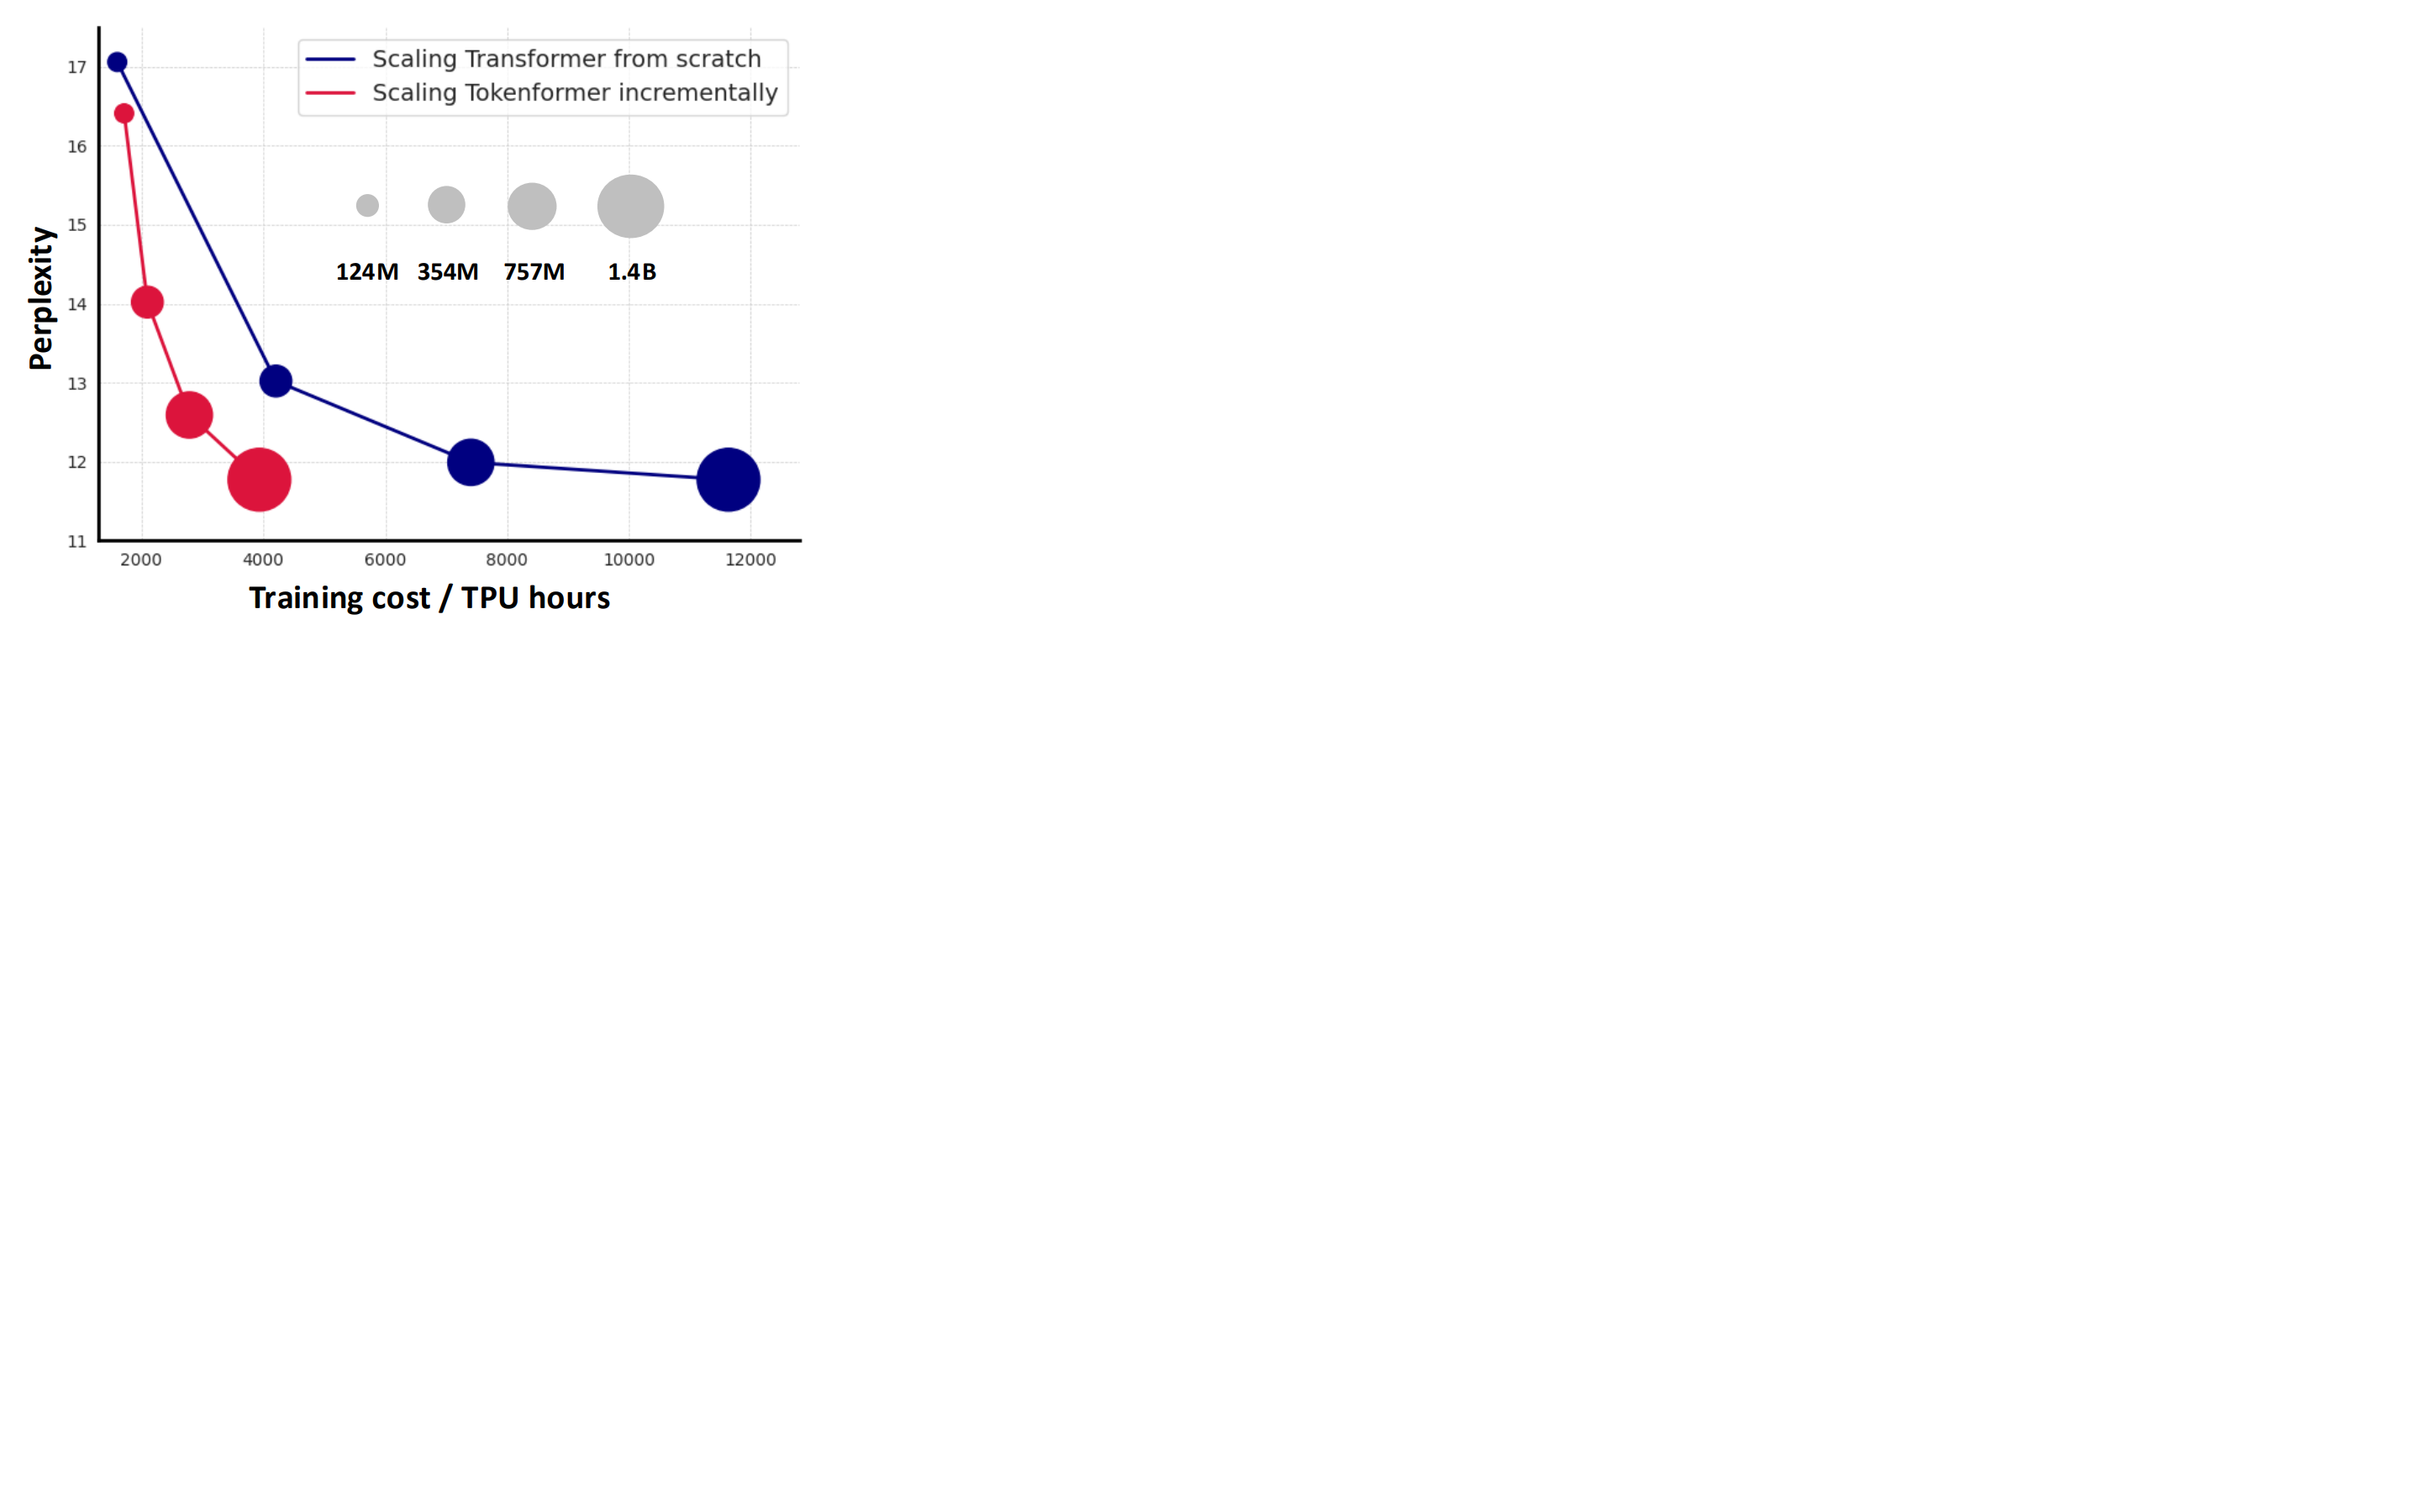 Scaling Transformer from scratch
Scaling Tokenformer incrementally
17
16
15
14
13
12
11
Perplexity
124M 354M 757M 1.4B
2000 4000 6000 8000 10000 12000
Training cost / TPU hours